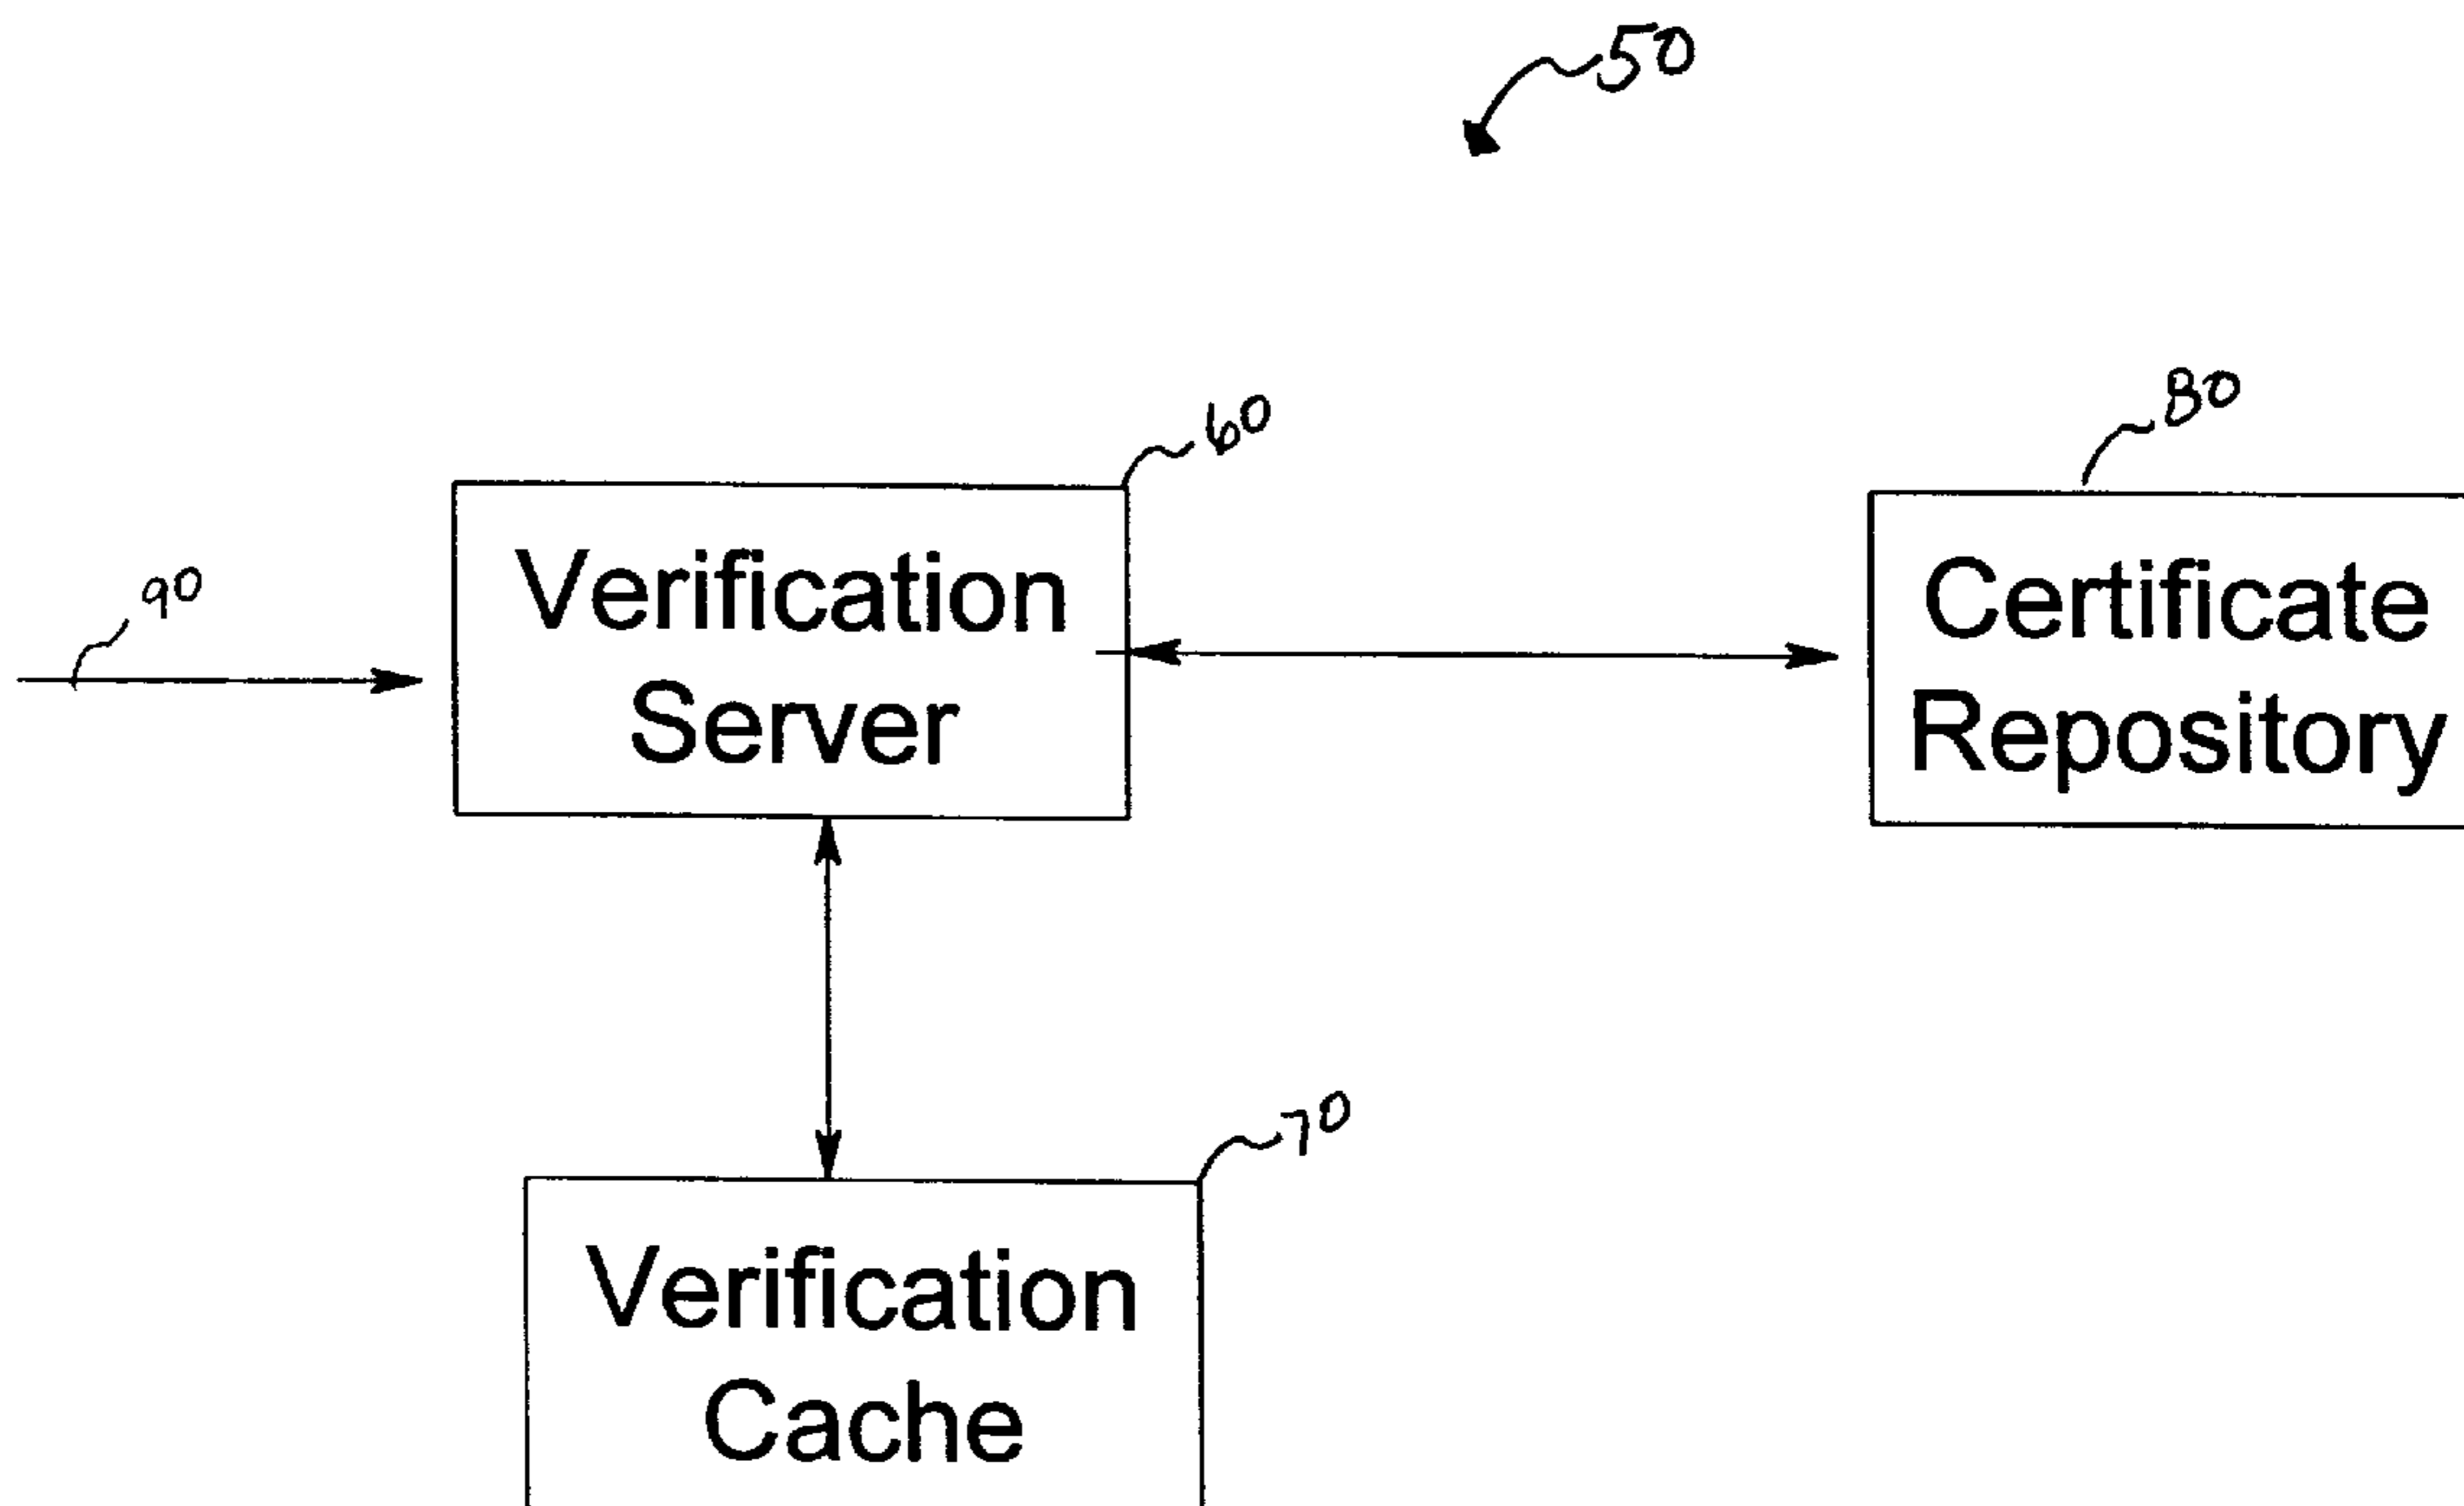 50
60
80
90
Verification
Server
Certificate
Repository
70
Verification
Cache